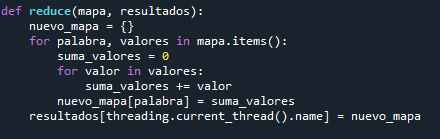 def reduce(mapa, resultados):
    nuevo_mapa = {}
    for palabra, valores in mapa.items():
        suma_valores = 0
        for valor in valores:
            suma_valores += valor
        nuevo_mapa[palabra] = suma_valores
    resultados[threading.current_thread().name] = nuevo_mapa